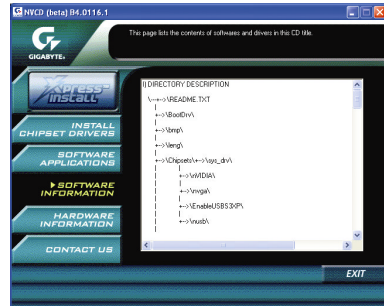 NVCD (beta) B4.0116.1
GIGABYTE
This page lists the contents of softwares and drivers in this CD title.
Xpress-
INSTALL
INSTALL
CHIPSET DRIVERS
SOFTWARE
APPLICATIONS
SOFTWARE
INFORMATION
HARDWARE
INFORMATION
CONTACT US
I) DIRECTORY DESCRIPTION
\---+-->\README.TXT
|
+-->\BootDrv\
|
+-->\bmp\
|
+-->\leng\
|
+-->\Chipsets\+-->\sys_drv\
| |
| +-->\nVIDIA\
| |
| +-->\nvga\
| |
| +-->\EnableUSBS3XP\
| |
| +-->\nusb\
EXIT